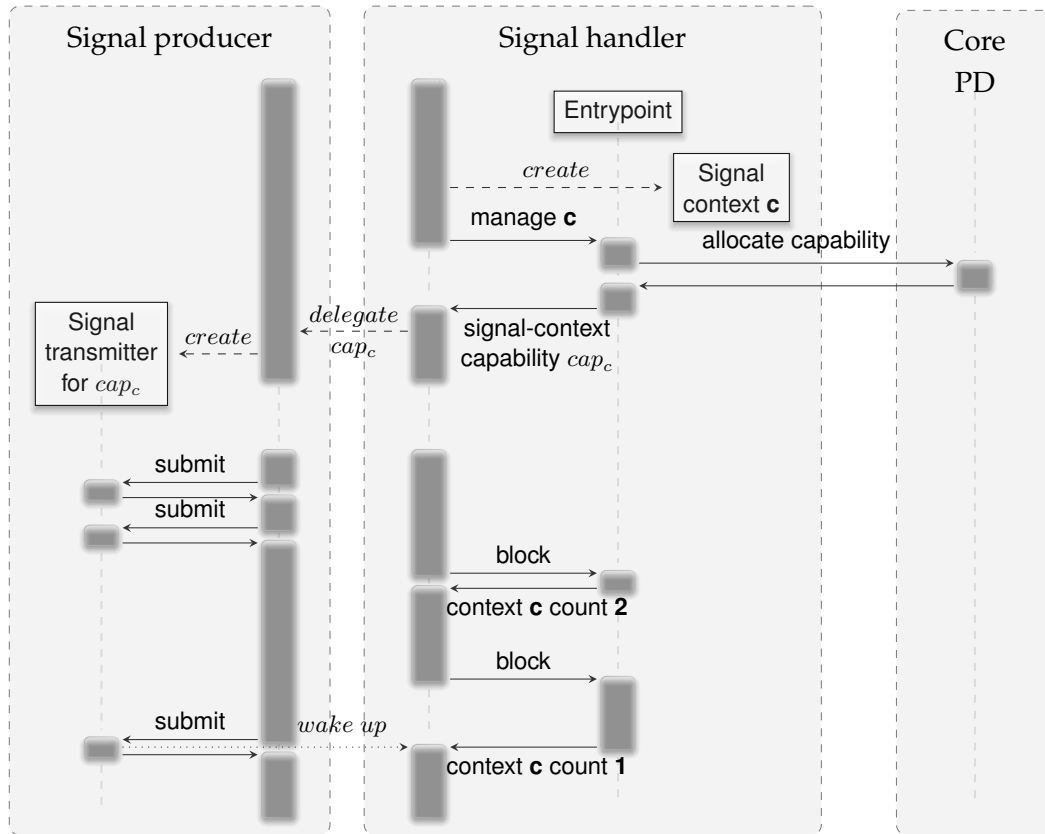 Signal producer
Signal handler
Core
PD
Entrypoint
create
Signal
context c
manage c
allocate capability
Signal
transmitter
for cap_c
create
delegate
cap_c
signal-context
capability cap_c
submit
submit
block
context c count 2
block
submit
wake up
context c count 1